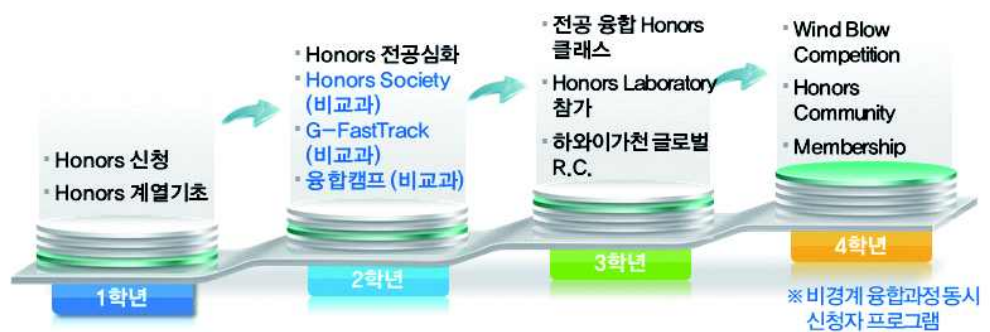 ▪ Honors 신청
▪ Honors 계열기초
1학년
▪ Honors 전공심화
▪ Honors Society
(비교과)
▪ G-FastTrack
(비교과)
▪ 융합캠프 (비교과)
2학년
▪ 전공 융합 Honors
클래스
▪ Honors Laboratory
참가
▪ 하와이가천 글로벌
R.C.
3학년
▪ Wind Blow
Competition
▪ Honors
Community
▪ Membership
4학년
※ 비경계 융합과정 동시
신청자 프로그램